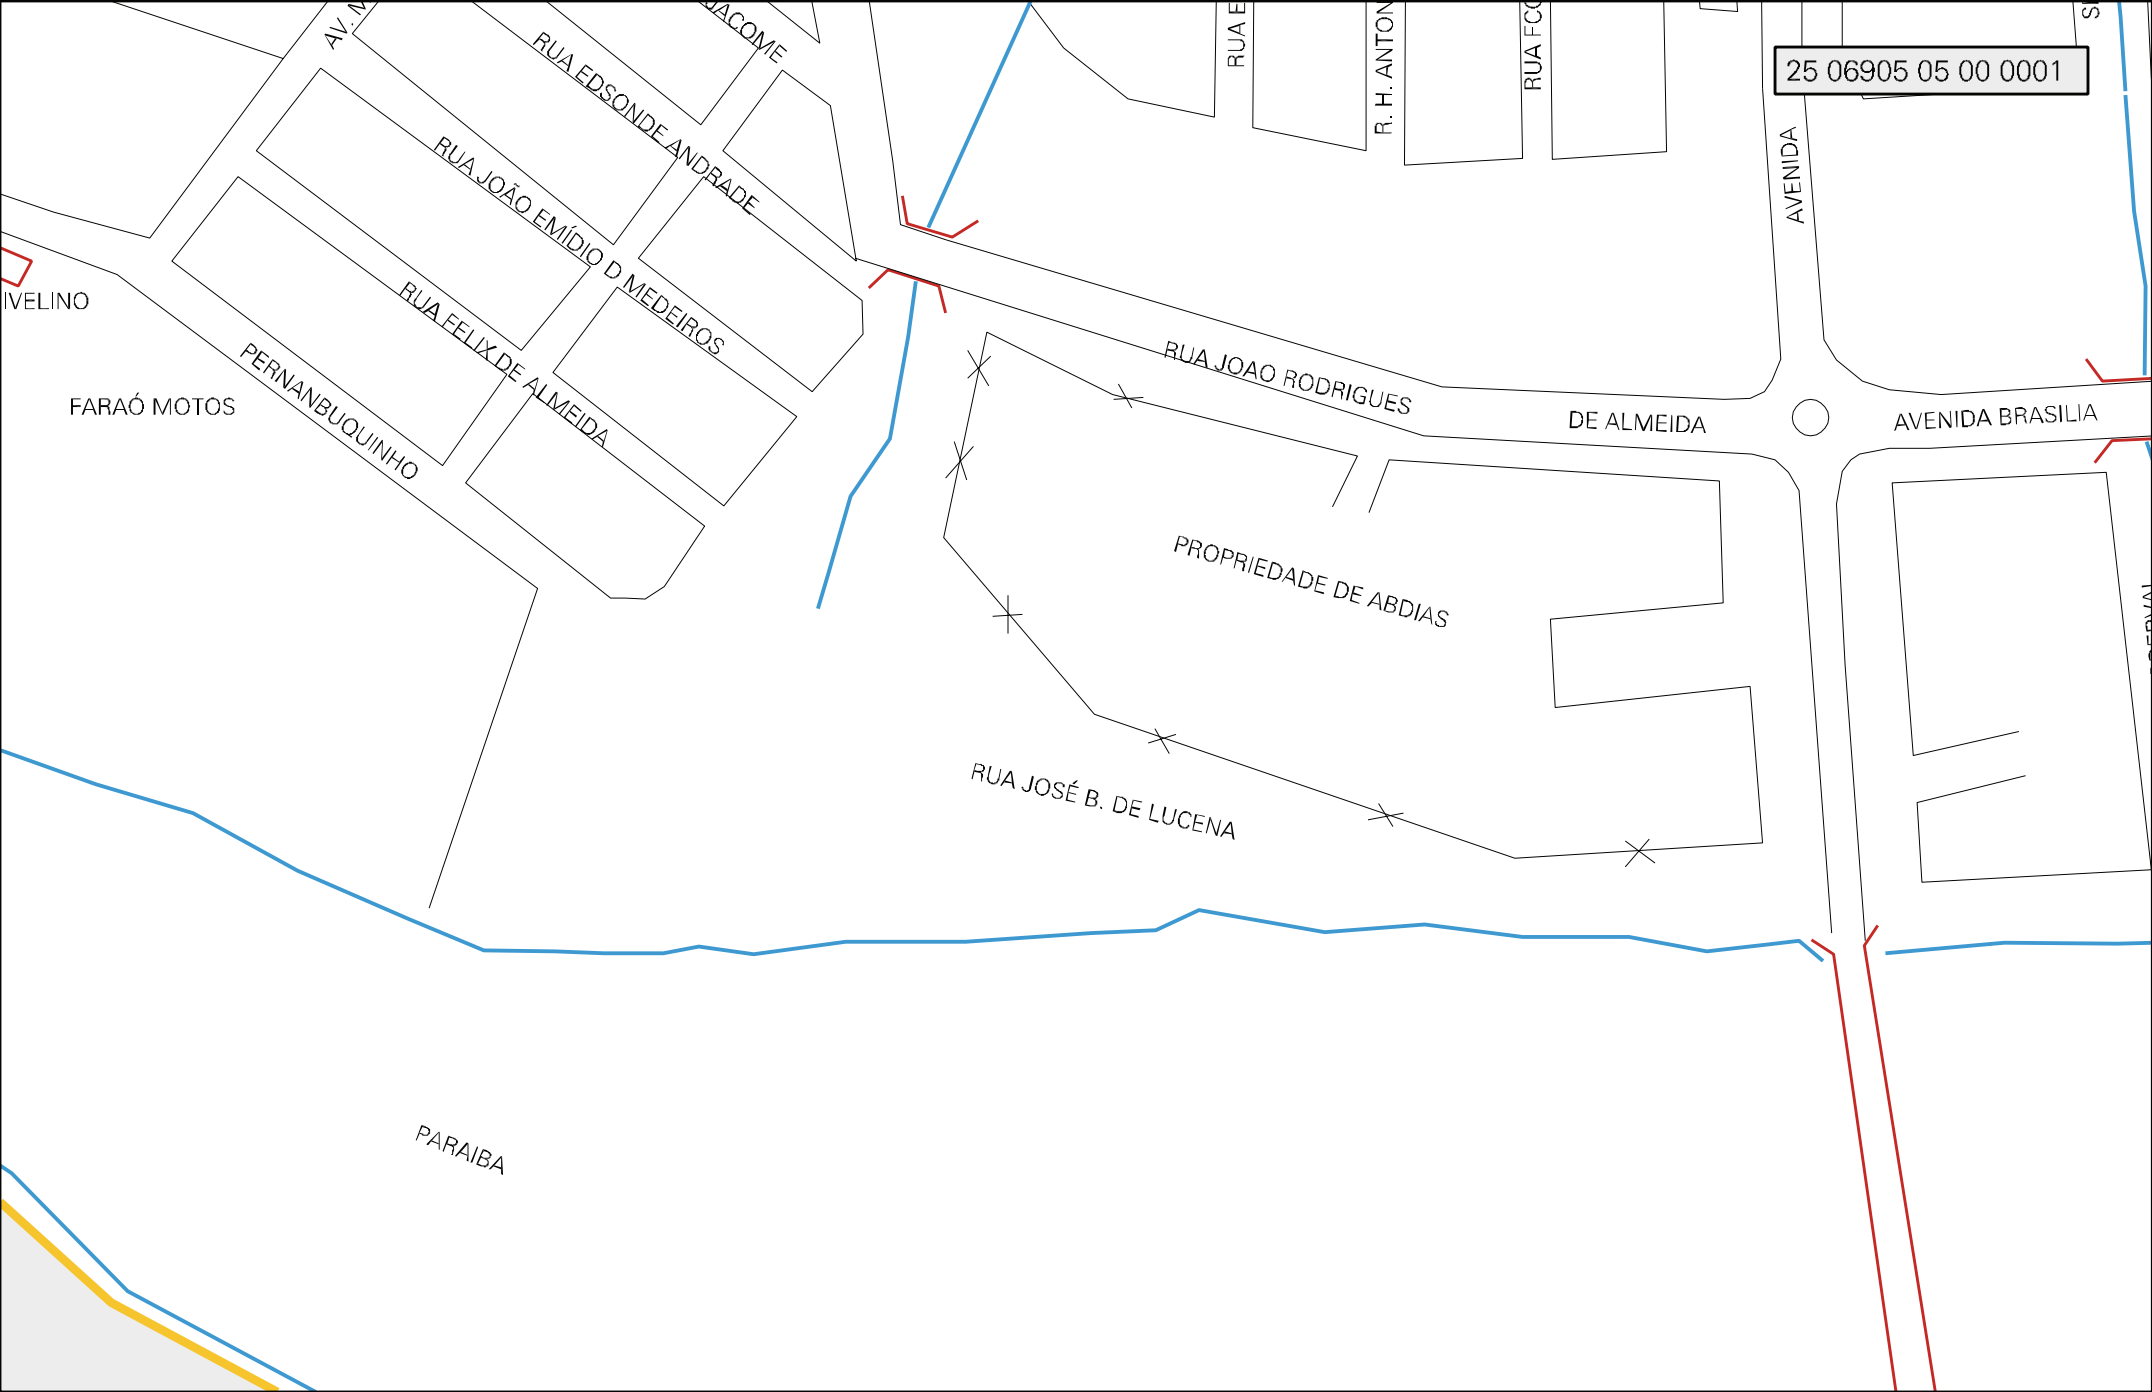 AV. M
JACOME
RUA EDSONDE ANDRADE
RUA E
R. H. ANTON
RUA FCO
25 06905 05 00 0001
AVENIDA
RUA JOÃO EMÍDIO D MEDEIROS
IVELINO
RUA FELIX DE ALMEIDA
PERNANBUQUINHO
FARAÓ MOTOS
RUA JOAO RODRIGUES
DE ALMEIDA
AVENIDA BRASILIA
PROPRIEDADE DE ABDIAS
RUA JOSÉ B. DE LUCENA
PARAIBA